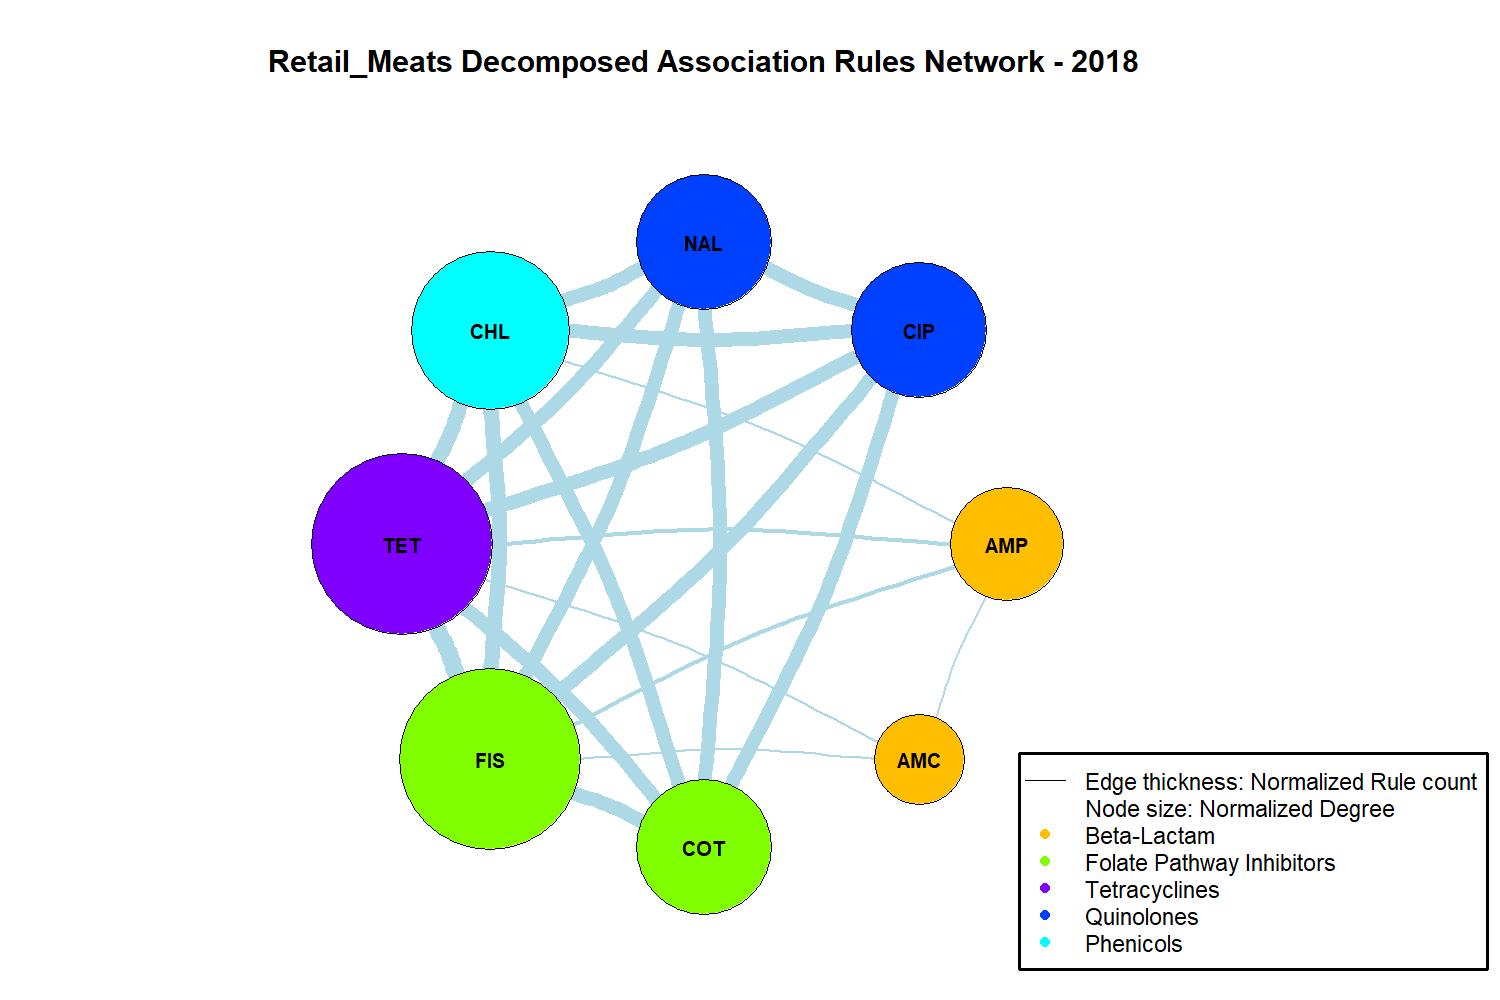 Retail_Meats Decomposed Association Rules Network - 2018
NAL
CIP
CHL
AMP
TET
AMC
FIS
COT
Edge thickness: Normalized Rule count
Node size: Normalized Degree
Beta-Lactam
Folate Pathway Inhibitors
Tetracyclines
Quinolones
Phenicols